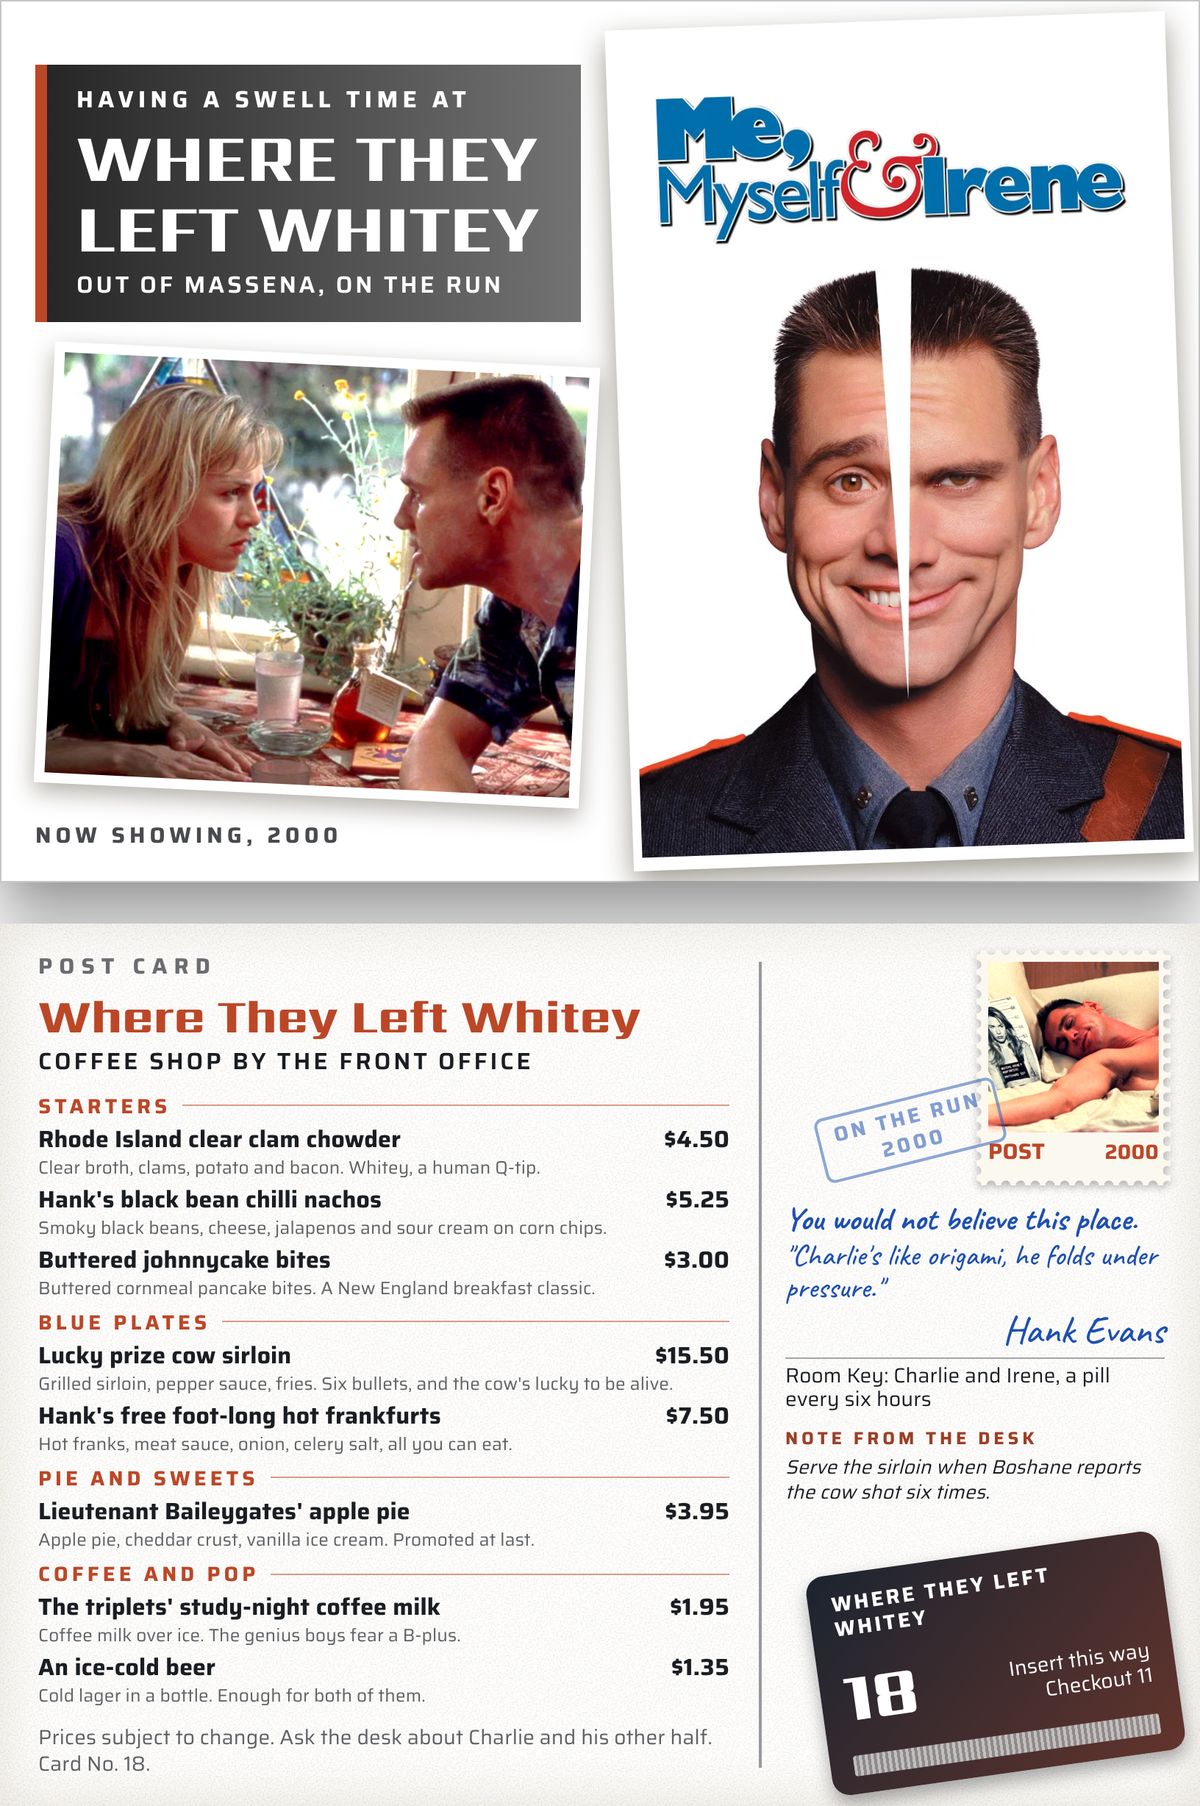 HAVING A SWELL TIME AT
WHERE THEY
LEFT WHITEY
OUT OF MASSENA, ON THE RUN
Me,
Myself & Irene
NOW SHOWING, 2000
POST CARD
Where They Left Whitey
COFFEE SHOP BY THE FRONT OFFICE
STARTERS
Rhode Island clear clam chowder $4.50
Clear broth, clams, potato and bacon. Whitey, a human Q-tip.
Hank's black bean chilli nachos $5.25
Smoky black beans, cheese, jalapenos and sour cream on corn chips.
Buttered johnnycake bites $3.00
Buttered cornmeal pancake bites. A New England breakfast classic.
BLUE PLATES
Lucky prize cow sirloin $15.50
Grilled sirloin, pepper sauce, fries. Six bullets, and the cow's lucky to be alive.
Hank's free foot-long hot frankfurts $7.50
Hot franks, meat sauce, onion, celery salt, all you can eat.
PIE AND SWEETS
Lieutenant Baileygates' apple pie $3.95
Apple pie, cheddar crust, vanilla ice cream. Promoted at last.
COFFEE AND POP
The triplets' study-night coffee milk $1.95
Coffee milk over ice. The genius boys fear a B-plus.
An ice-cold beer $1.35
Cold lager in a bottle. Enough for both of them.
Prices subject to change. Ask the desk about Charlie and his other half.
Card No. 18.
ON THE RUN
2000
POST 2000
You would not believe this place.
"Charlie's like origami, he folds under
pressure."
Hank Evans
Room Key: Charlie and Irene, a pill
every six hours
NOTE FROM THE DESK
Serve the sirloin when Boshane reports
the cow shot six times.
WHERE THEY LEFT
WHITEY
18
Insert this way
Checkout 11